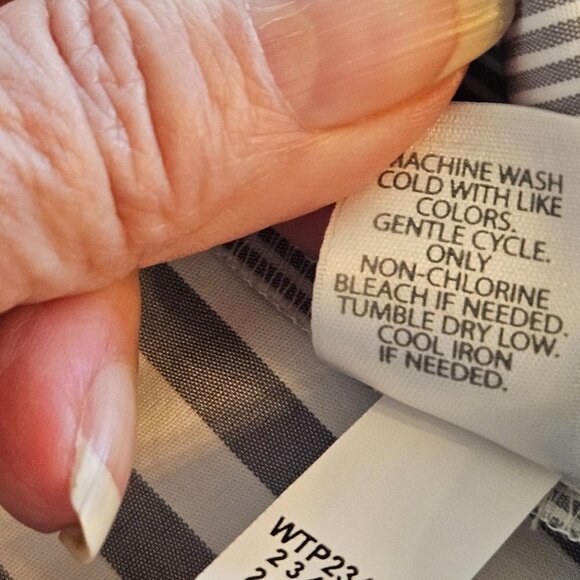 MACHINE WASH
COLD WITH LIKE
COLORS.
GENTLE CYCLE.
ONLY
NON-CHLORINE
BLEACH IF NEEDED.
TUMBLE DRY LOW.
COOL IRON
IF NEEDED.
WTP23